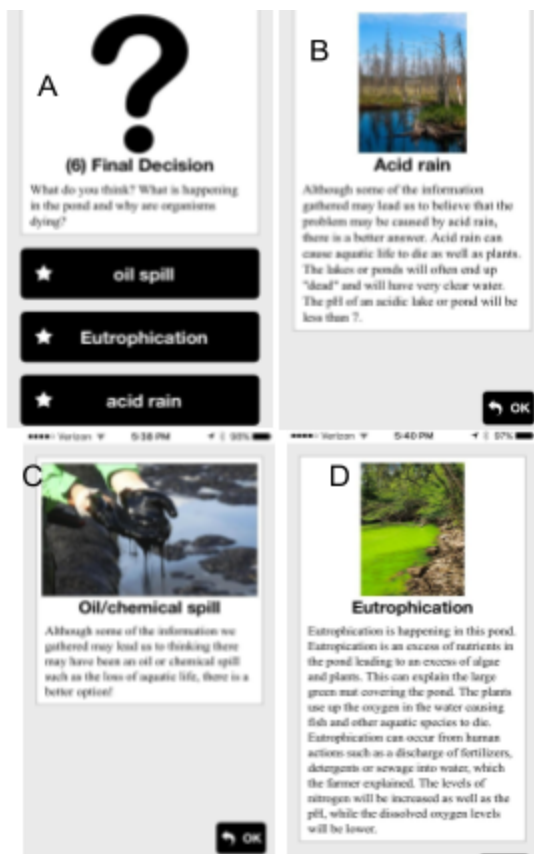 A
(6) Final Decision
What do you think? What is happening
in the pond and why are organisms
dying?
oil spill
Eutrophication
acid rain
B
Acid rain
Although some of the information
gathered may lead us to believe that the
problem may be caused by acid rain,
there is a better answer. Acid rain can
cause aquatic life to die as well as plants.
The lakes or ponds will often end up
"dead" and will have very clear water.
The pH of an acidic lake or pond will be
less than 7.
OK
Verizon 5:38 PM 98%
C
Oil/chemical spill
Although some of the information we
gathered may lead us to thinking there
may have been an oil or chemical spill
such as the loss of aquatic life, there is a
better option!
OK
Verizon 5:40 PM 97%
D
Eutrophication
Eutrophication is happening in this pond.
Eutropication is an excess of nutrients in
the pond leading to an excess of algae
and plants. This can explain the large
green mat covering the pond. The plants
use up the oxygen in the water causing
fish and other aquatic species to die.
Eutrophication can occur from human
actions such as a discharge of fertilizers,
detergents or sewage into water, which
the farmer explained. The levels of
nitrogen will be increased as well as the
pH, while the dissolved oxygen levels
will be lower.